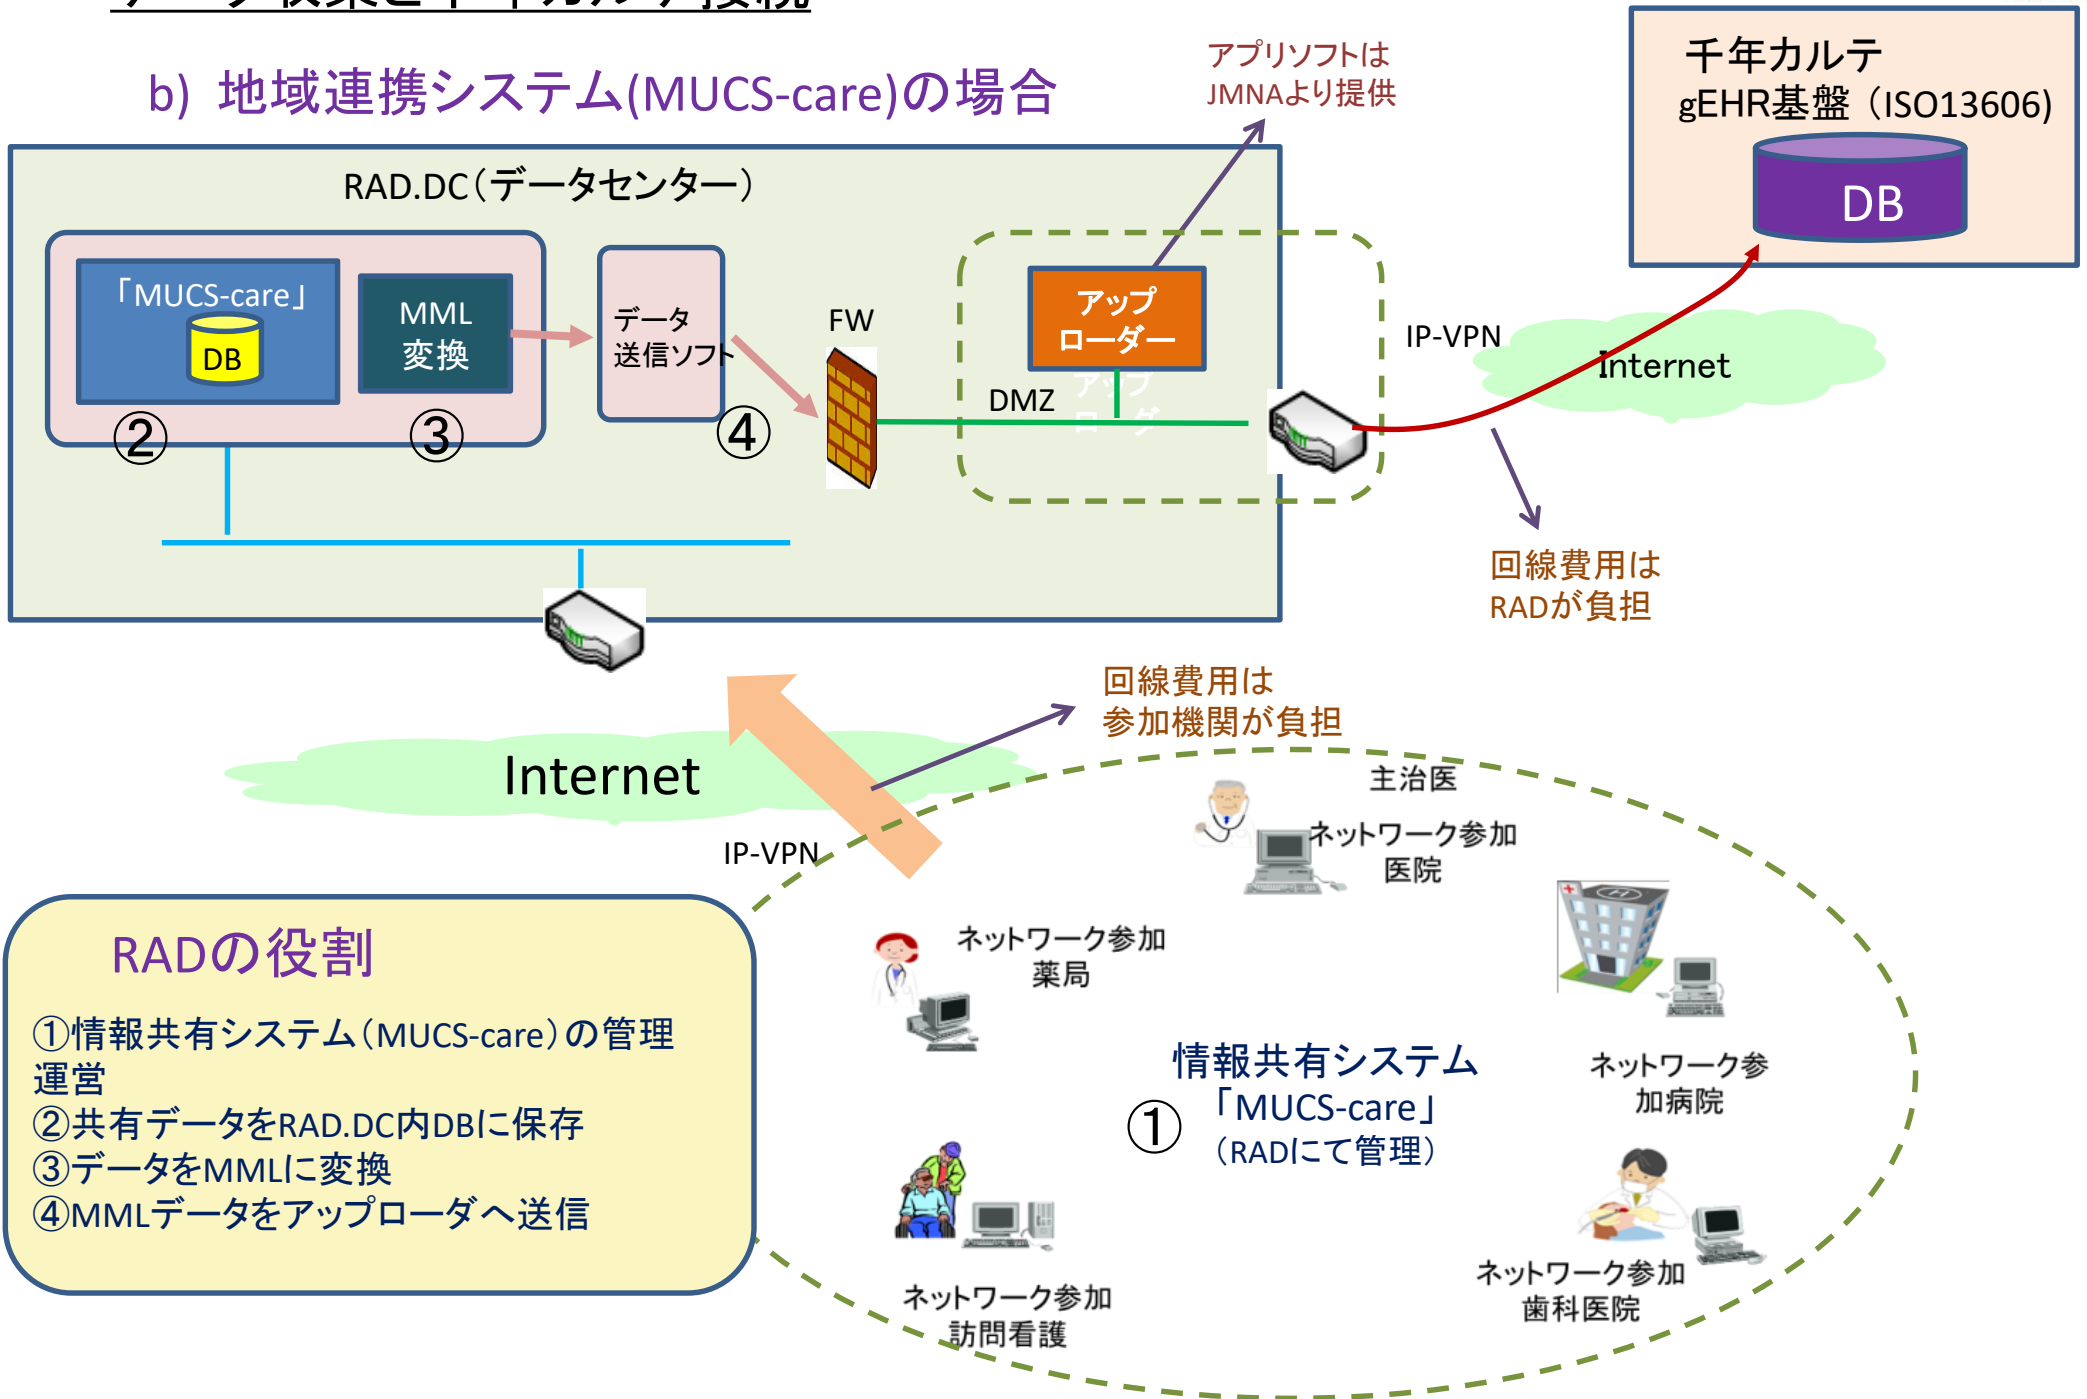 b) 地域連携システム(MUCS-care)の場合
アプリソフトは
JMNAより提供
千年カルテ
gEHR基盤（ISO13606)
DB
RAD.DC（データセンター）
「MUCS-care」
DB
MML
変換
データ
送信ソフト
FW
アップ
ローダー
アップ
DMZ
IP-VPN
Internet
②
③
④
回線費用は
RADが負担
回線費用は
参加機関が負担
Internet
IP-VPN
主治医
ネットワーク参加
医院
ネットワーク参加
薬局
ネットワーク参
加病院
情報共有システム
①
「MUCS-care」
（RADにて管理）
ネットワーク参加
歯科医院
ネットワーク参加
訪問看護
RADの役割
①情報共有システム（MUCS-care）の管理
運営
②共有データをRAD.DC内DBに保存
③データをMMLに変換
④MMLデータをアップローダへ送信